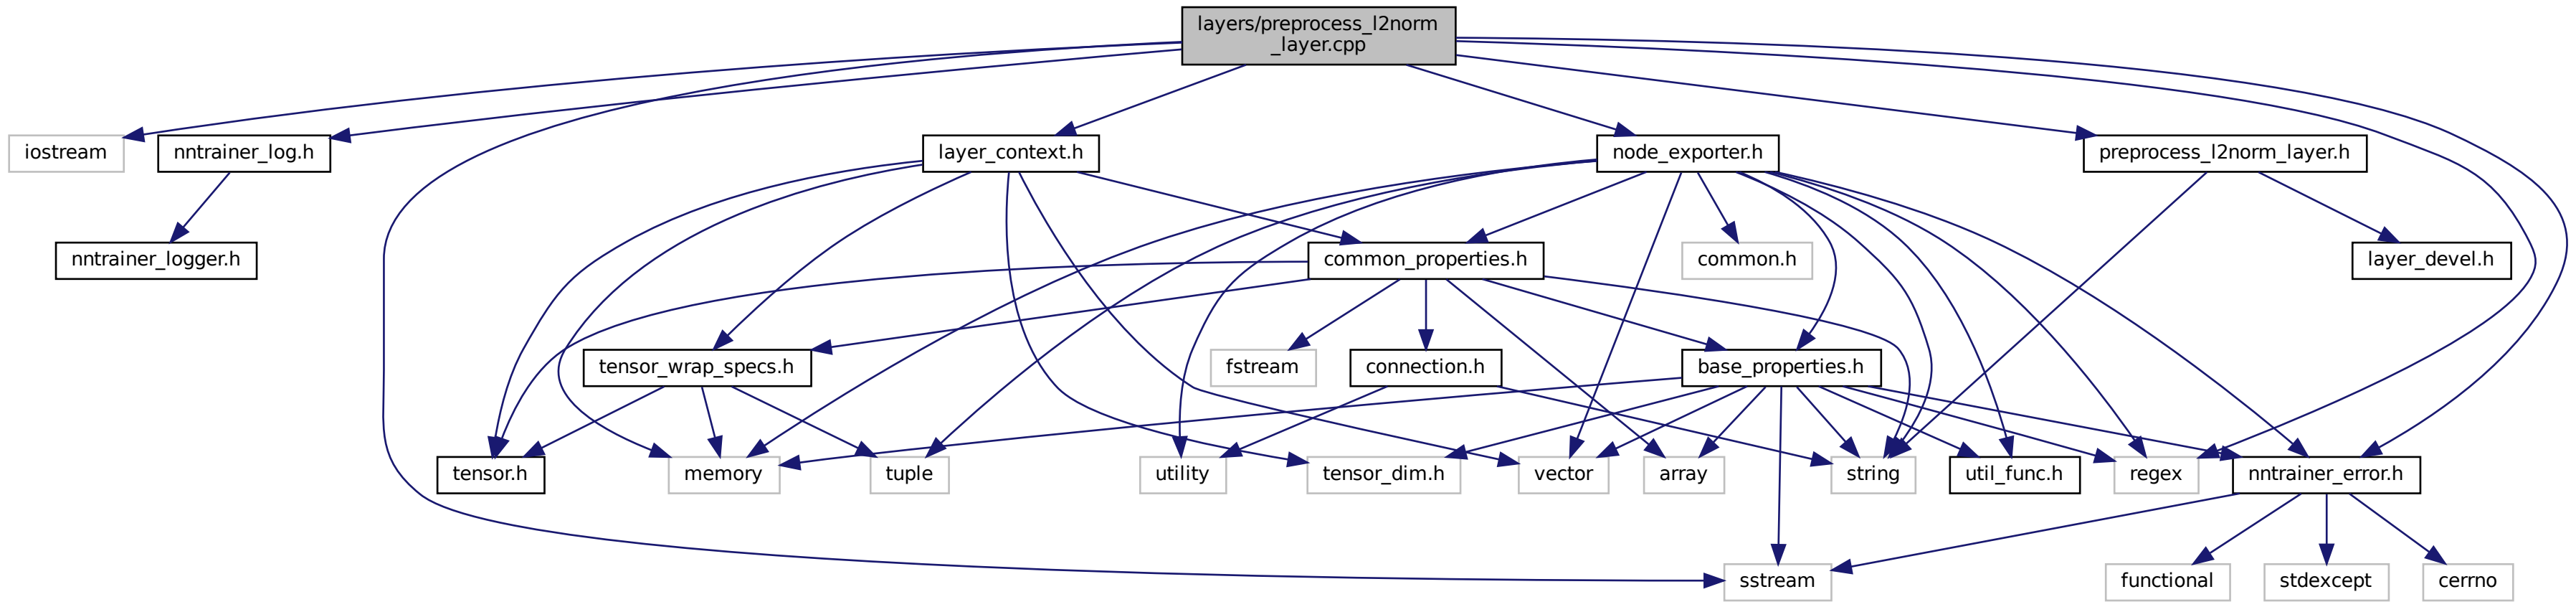 layers/preprocess_l2norm
_layer.cpp
iostream
nntrainer_log.h
layer_context.h
node_exporter.h
preprocess_l2norm_layer.h
nntrainer_logger.h
common_properties.h
common.h
layer_devel.h
tensor_wrap_specs.h
fstream
connection.h
base_properties.h
tensor.h
memory
tuple
utility
tensor_dim.h
vector
array
string
util_func.h
regex
nntrainer_error.h
sstream
functional
stdexcept
cerrno